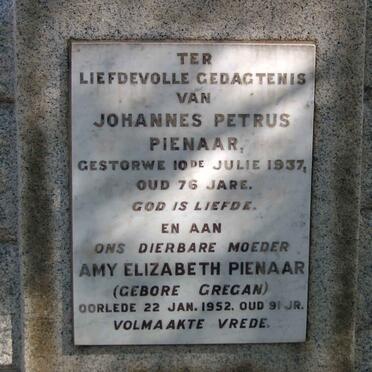 TER
LIEFDEVOLLE GEDAGTENIS
VAN
JOHANNES PETRUS
PIENAAR,
GESTORWE 10DE JULIE 1937,
OUD 76 JARE.
GOD IS LIEFDE.
EN AAN
ONS DIERBARE MOEDER
AMY ELIZABETH PIENAAR
(GEBORE GREGAN)
OORLEDE 22 JAN. 1952. OUD 91 JR.
VOLMAAKTE VREDE.